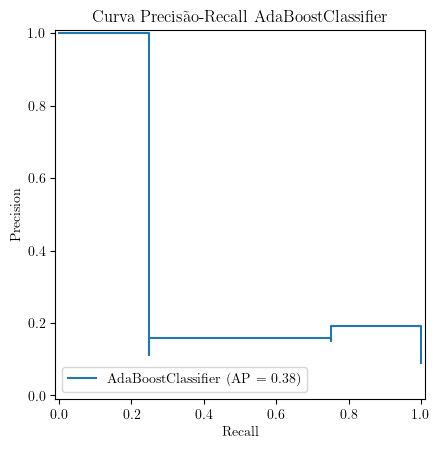 Curva Precisão-Recall AdaBoostClassifier
1.0
0.8
0.6
0.4
0.2
0.0
Precision
AdaBoostClassifier (AP = 0.38)
0.0 0.2 0.4 0.6 0.8 1.0
Recall